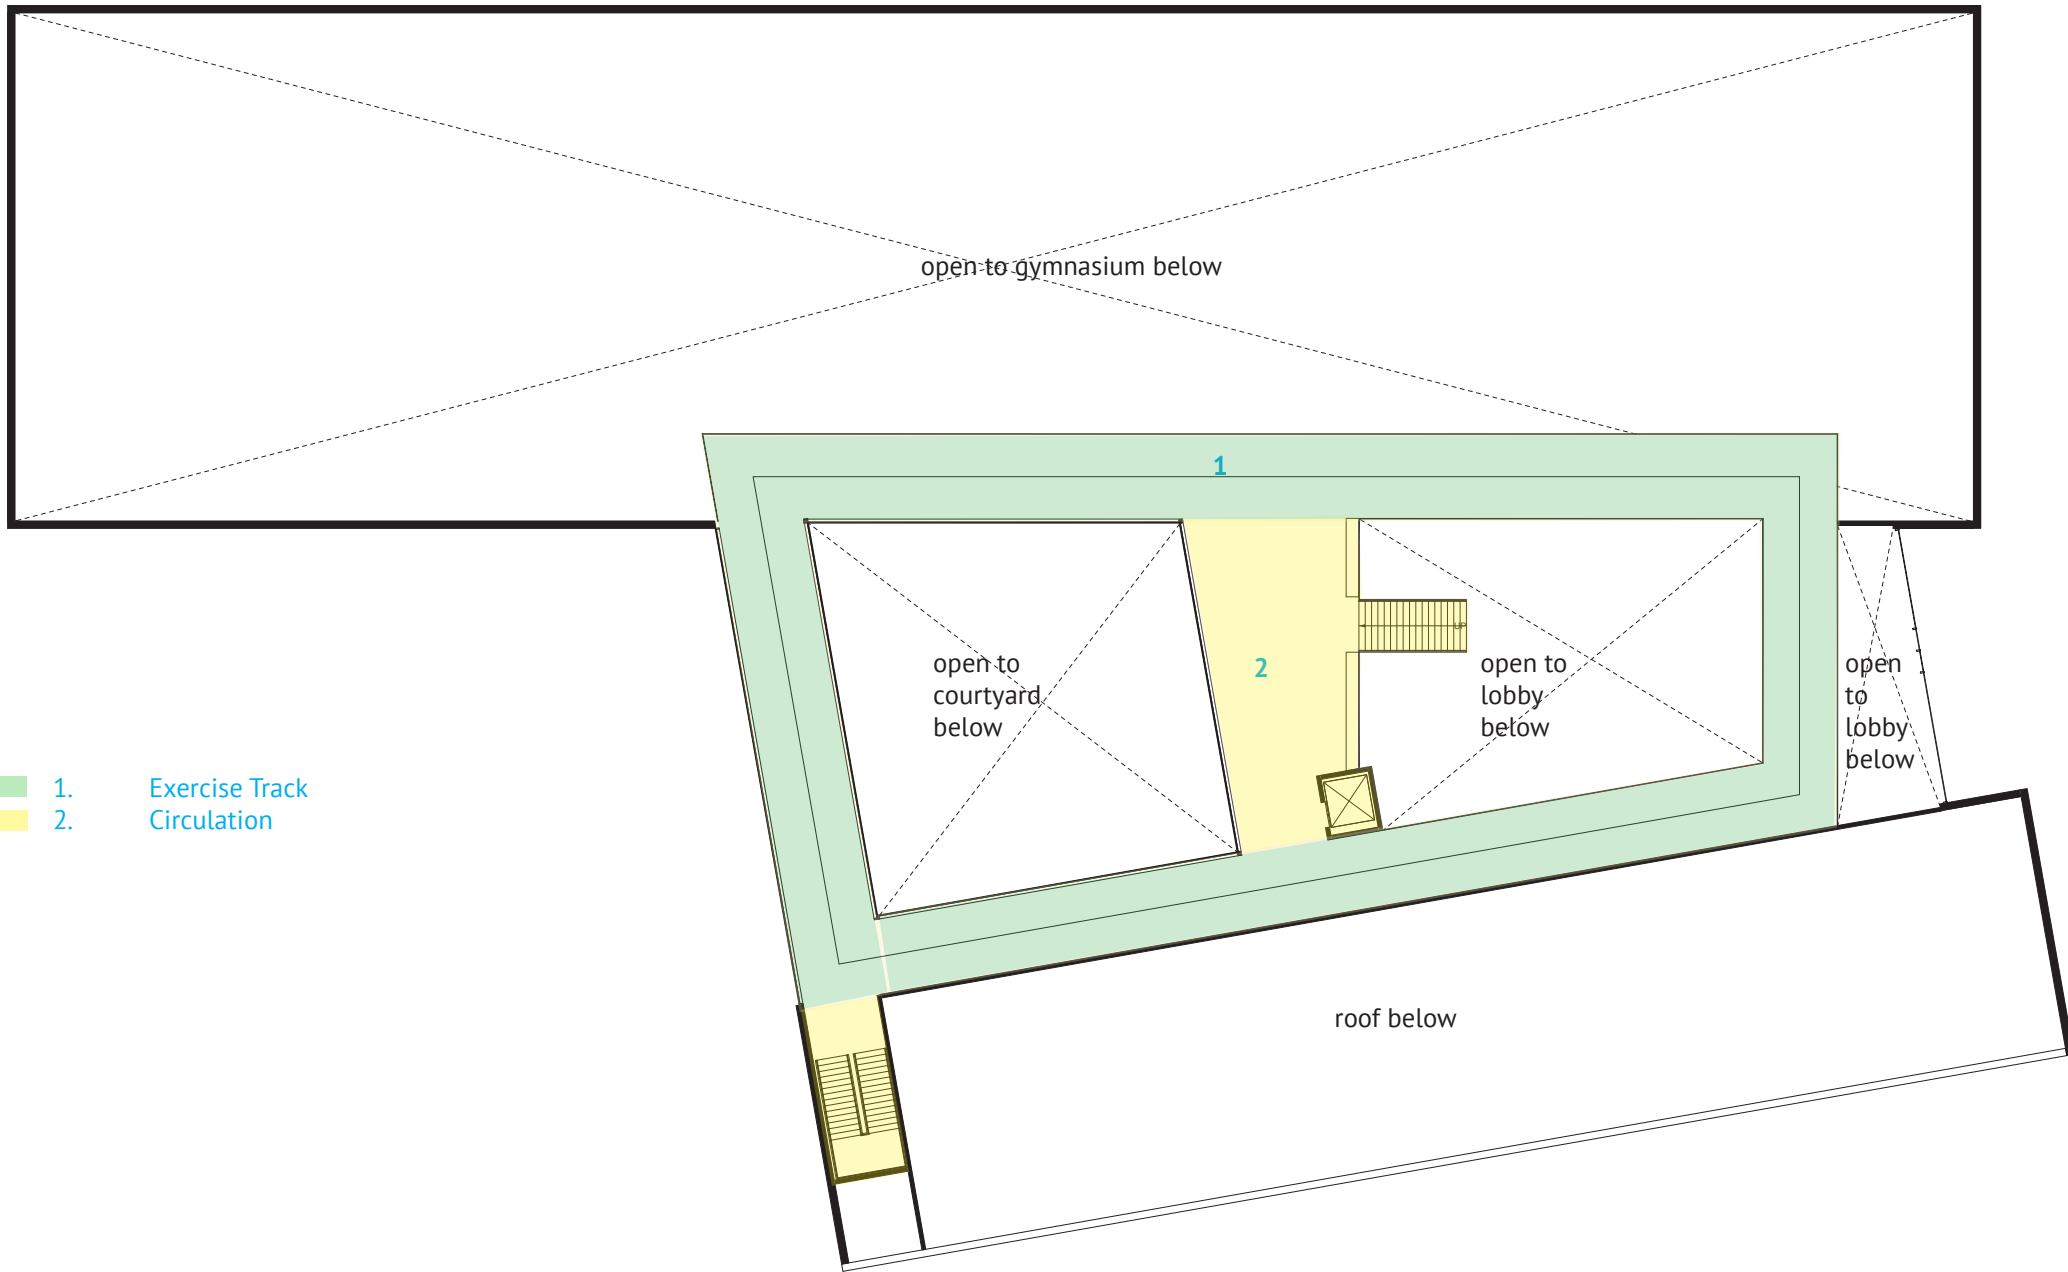 open to gymnasium below
1
2
open to
courtyard
below
UP
open to
lobby
below
open
to
lobby
below
1. Exercise Track
2. Circulation
roof below